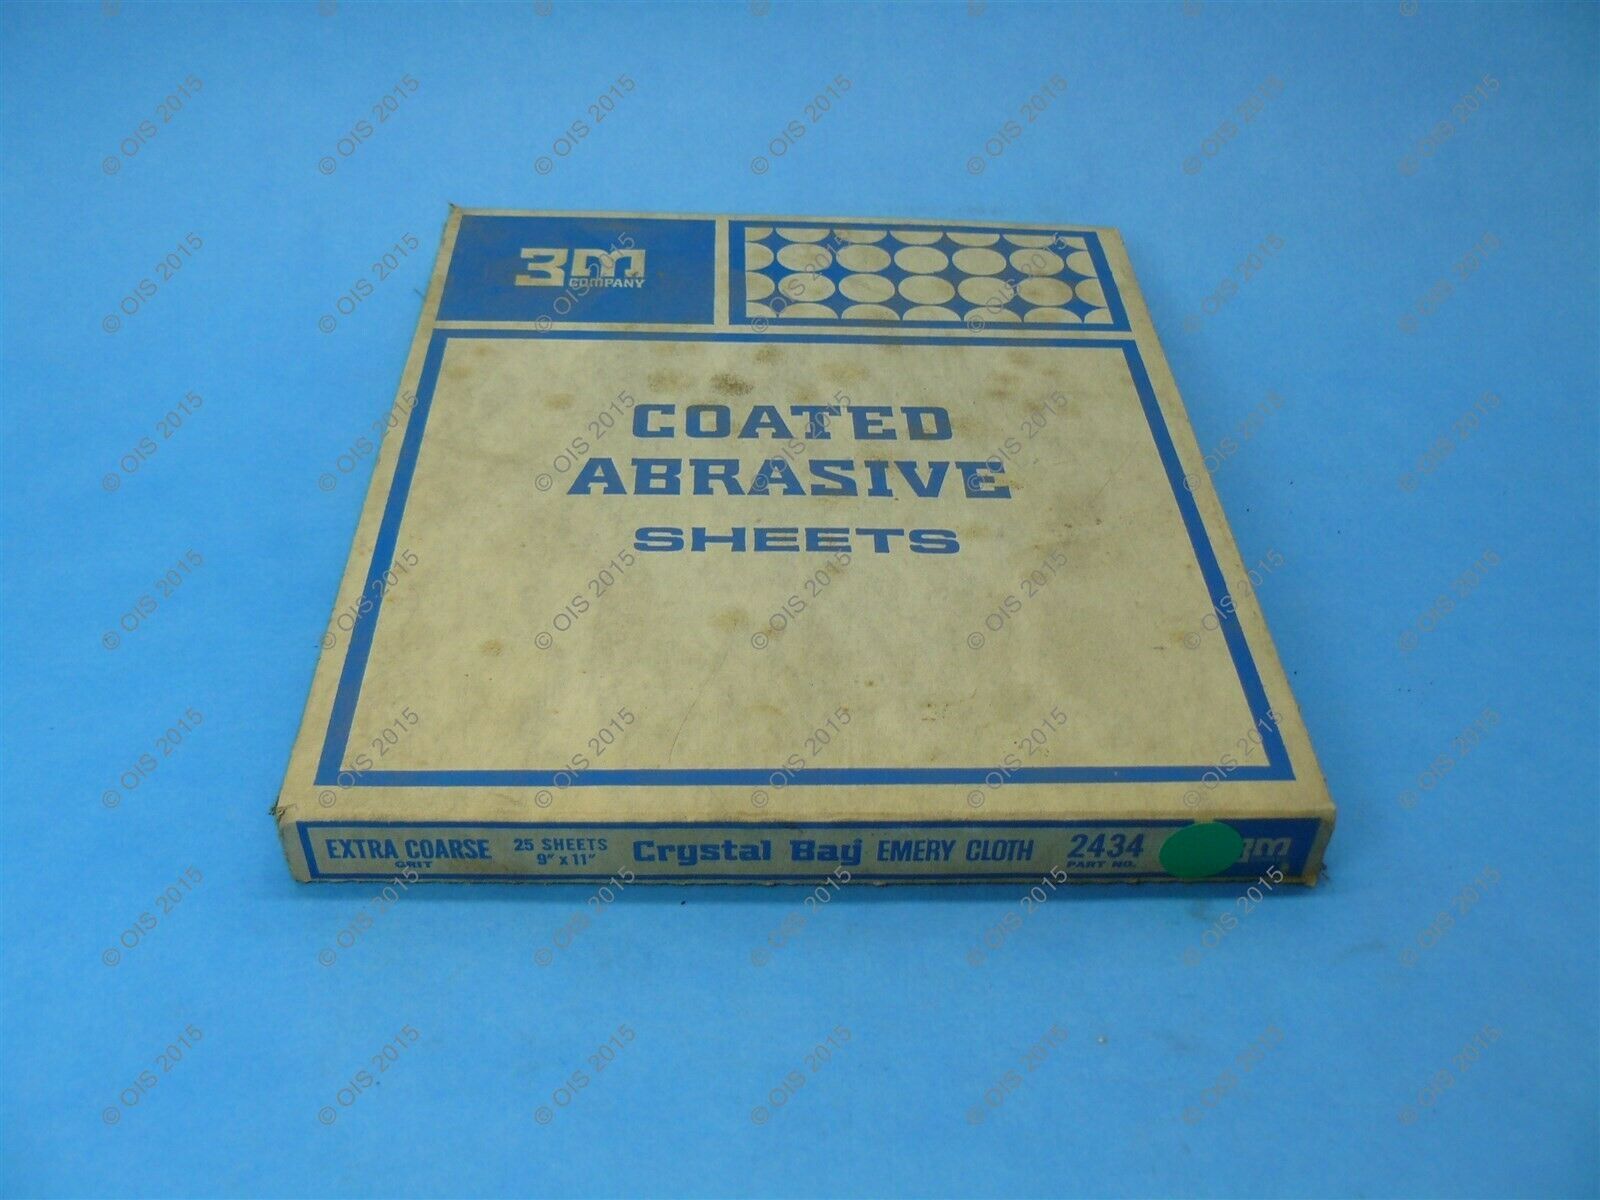 3M
COMPANY
COATED
ABRASIVE
SHEETS
EXTRA COARSE
GRIT
25 SHEETS
9" x 11"
Crystal Bay EMERY CLOTH
2434
PART NO.
© OIS 2015